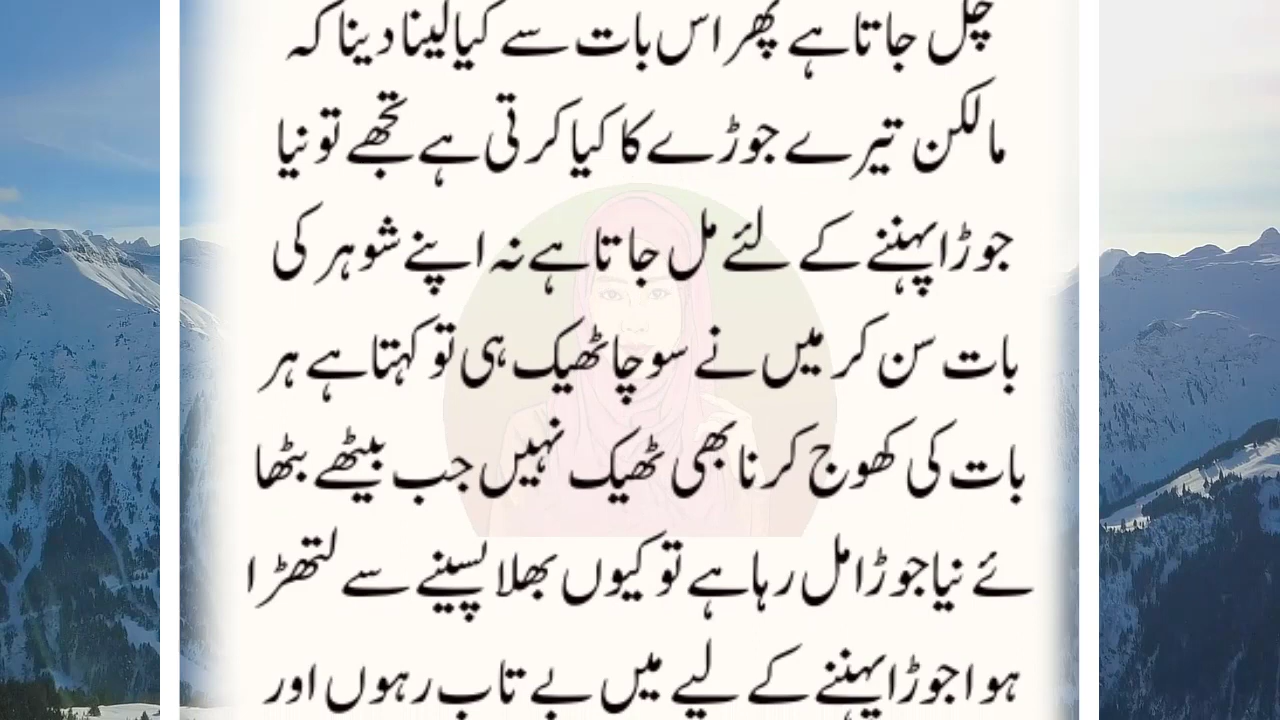 چل جاتا ہے پھر اس بات سے کیا لینا دینا کہ
مالکن تیرے جوڑے کا کیا کرتی ہے تجھے تو نیا
جوڑا پہننے کے لئے مل جاتا ہے نہ اپنے شوہر کی
بات سن کر میں نے سوچا ٹھیک ہی تو کہتا ہے ہر
بات کی کھوج کرنا بھی ٹھیک نہیں جب بیٹھے بٹھا
ئے نیا جوڑا مل رہا ہے تو کیوں بھلا پسینے سے لتھڑا
ہوا جوڑا پہننے کے لیے میں بے تاب رہوں اور